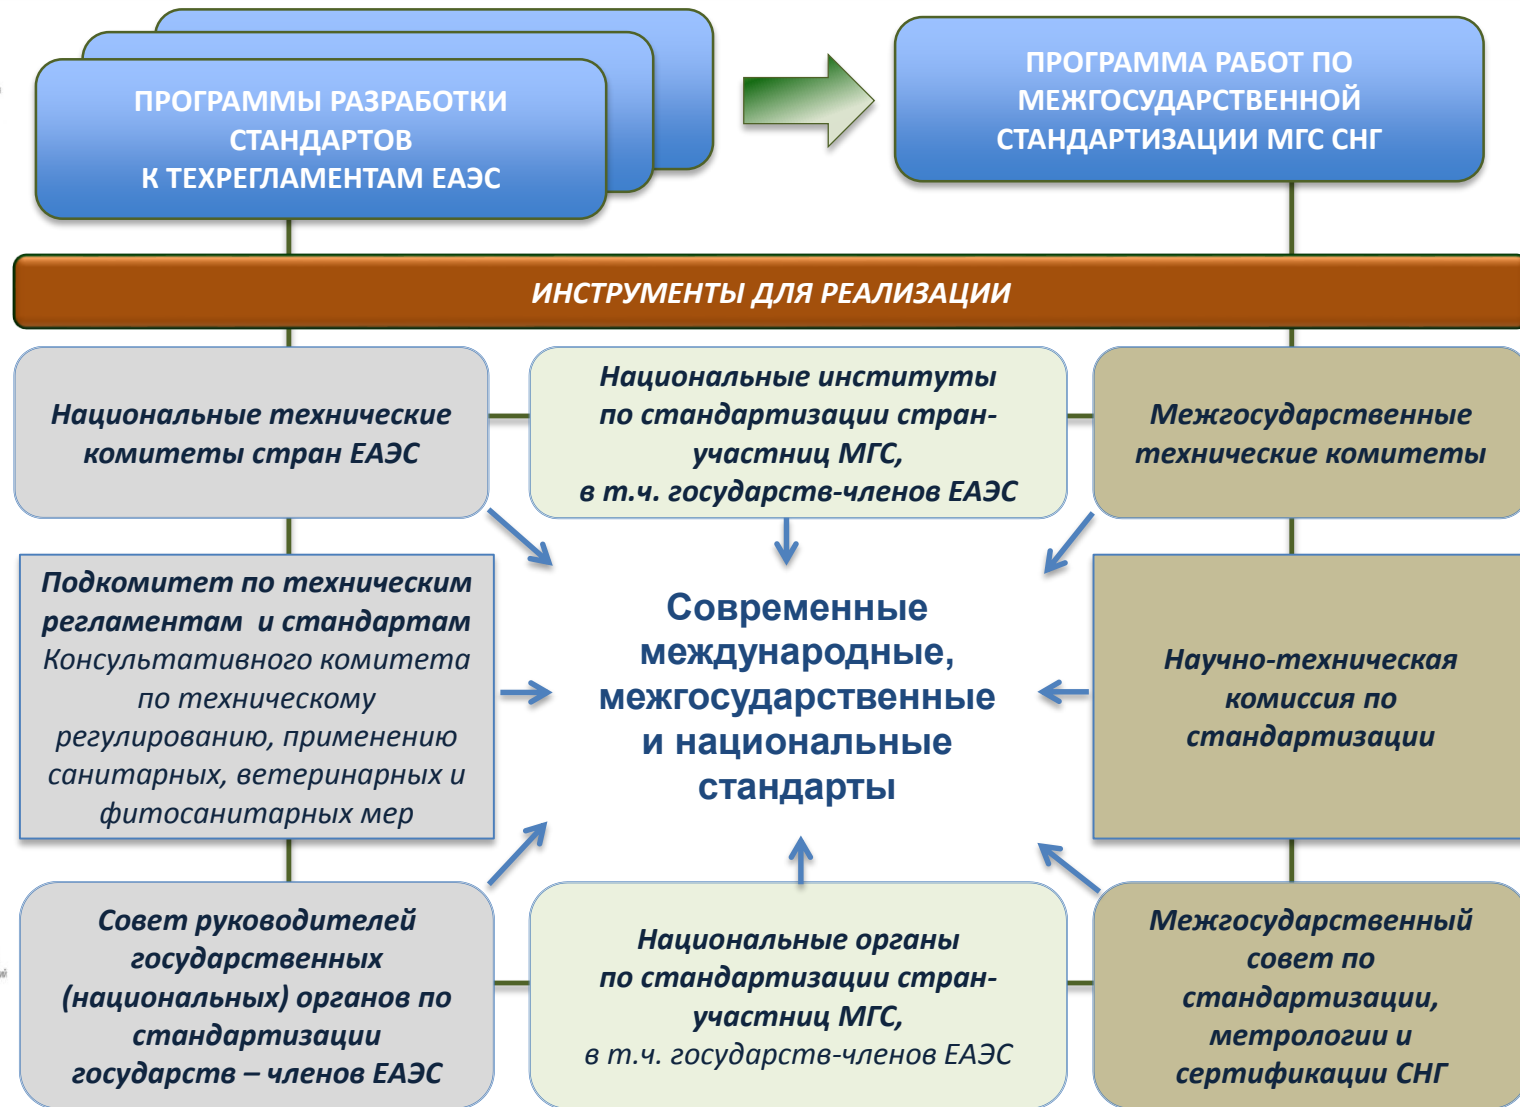 ПРОГРАММЫ РАЗРАБОТКИ
СТАНДАРТОВ
К ТЕХРЕГЛАМЕНТАМ ЕАЭС
ПРОГРАММА РАБОТ ПО
МЕЖГОСУДАРСТВЕННОЙ
СТАНДАРТИЗАЦИИ МГС СНГ
ИНСТРУМЕНТЫ ДЛЯ РЕАЛИЗАЦИИ
Национальные технические
комитеты стран ЕАЭС
Национальные институты
по стандартизации стран-
участниц МГС,
в т.ч. государств-членов ЕАЭС
Межгосударственные
технические комитеты
Подкомитет по техническим
регламентам и стандартам
Консультативного комитета
по техническому
регулированию, применению
санитарных, ветеринарных и
фитосанитарных мер
Современные
международные,
межгосударственные
и национальные
стандарты
Научно-техническая
комиссия по
стандартизации
Совет руководителей
государственных
(национальных) органов по
стандартизации
государств – членов ЕАЭС
Национальные органы
по стандартизации стран-
участниц МГС,
в т.ч. государств-членов ЕАЭС
Межгосударственный
совет по
стандартизации,
метрологии и
сертификации СНГ